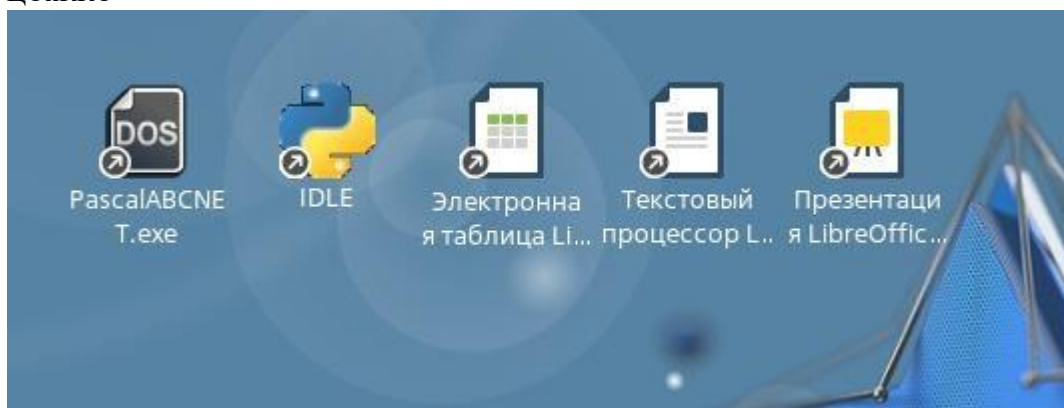 DOS
PascalABCNE
T.exe
IDLE
Электронна
я таблица Li...
Текстовый
процессор L..
Презентаци
я LibreOffic...